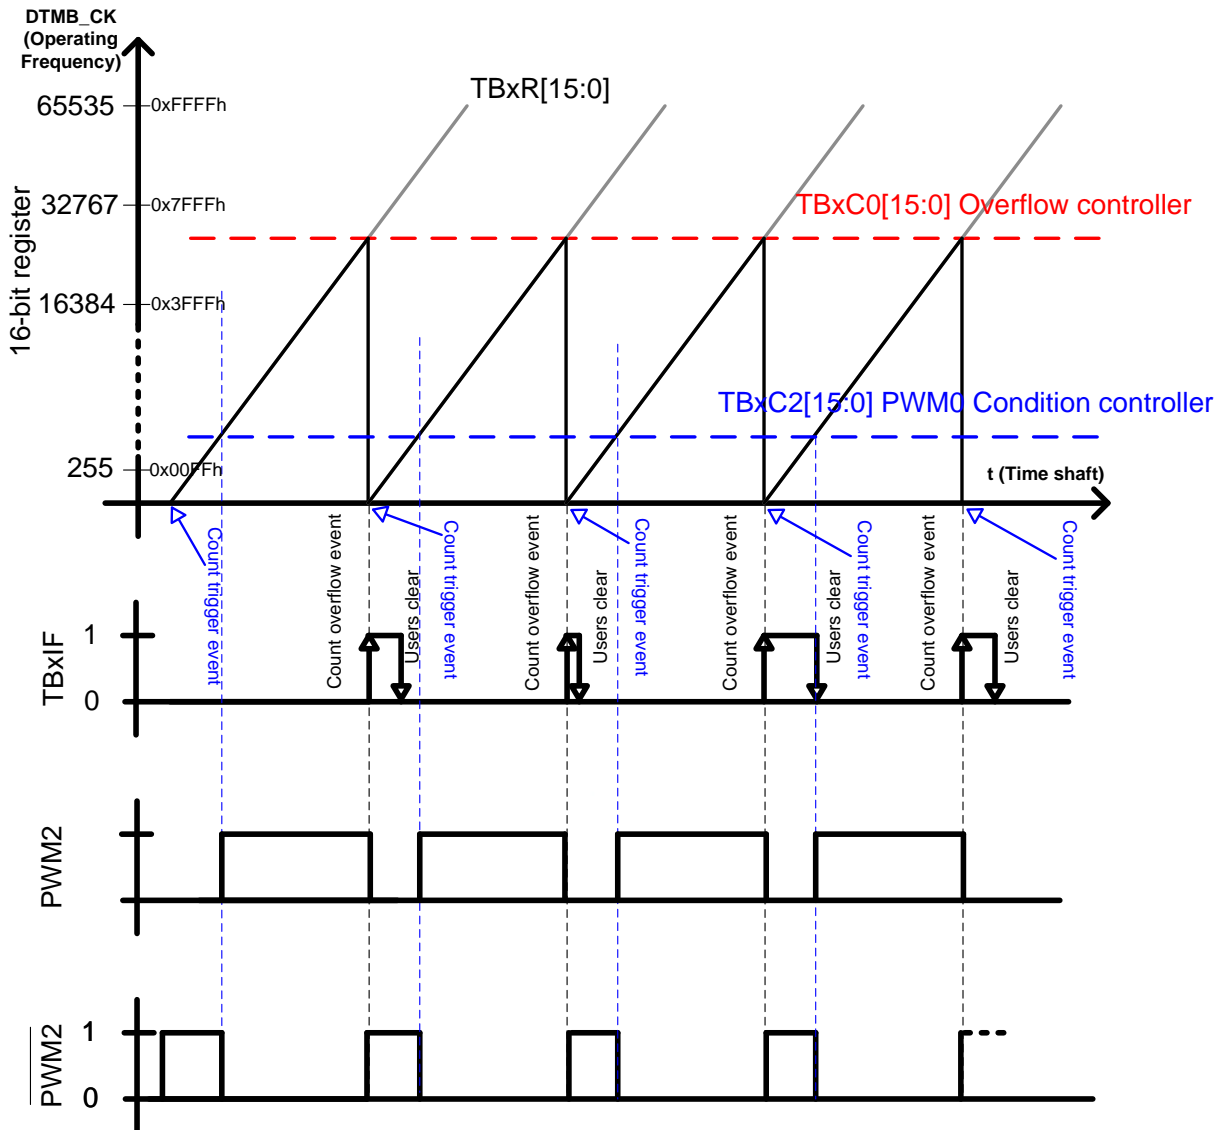 DTMB_CK
(Operating
Frequency)
65535
0xFFFFh
TBxR[15:0]
32767
0x7FFFh
TBxC0[15:0] Overflow controller
16-bit register
16384
0x3FFFh
TBxC2[15:0] PWM0 Condition controller
255
0x00FFh
t (Time shaft)
Count trigger event
Count overflow event
Users clear
Count trigger event
Count overflow event
Users clear
Count trigger event
Count overflow event
Users clear
Count trigger event
Count overflow event
Users clear
Count trigger event
TBxIF
1
0
PWM2
PWM2
1
0